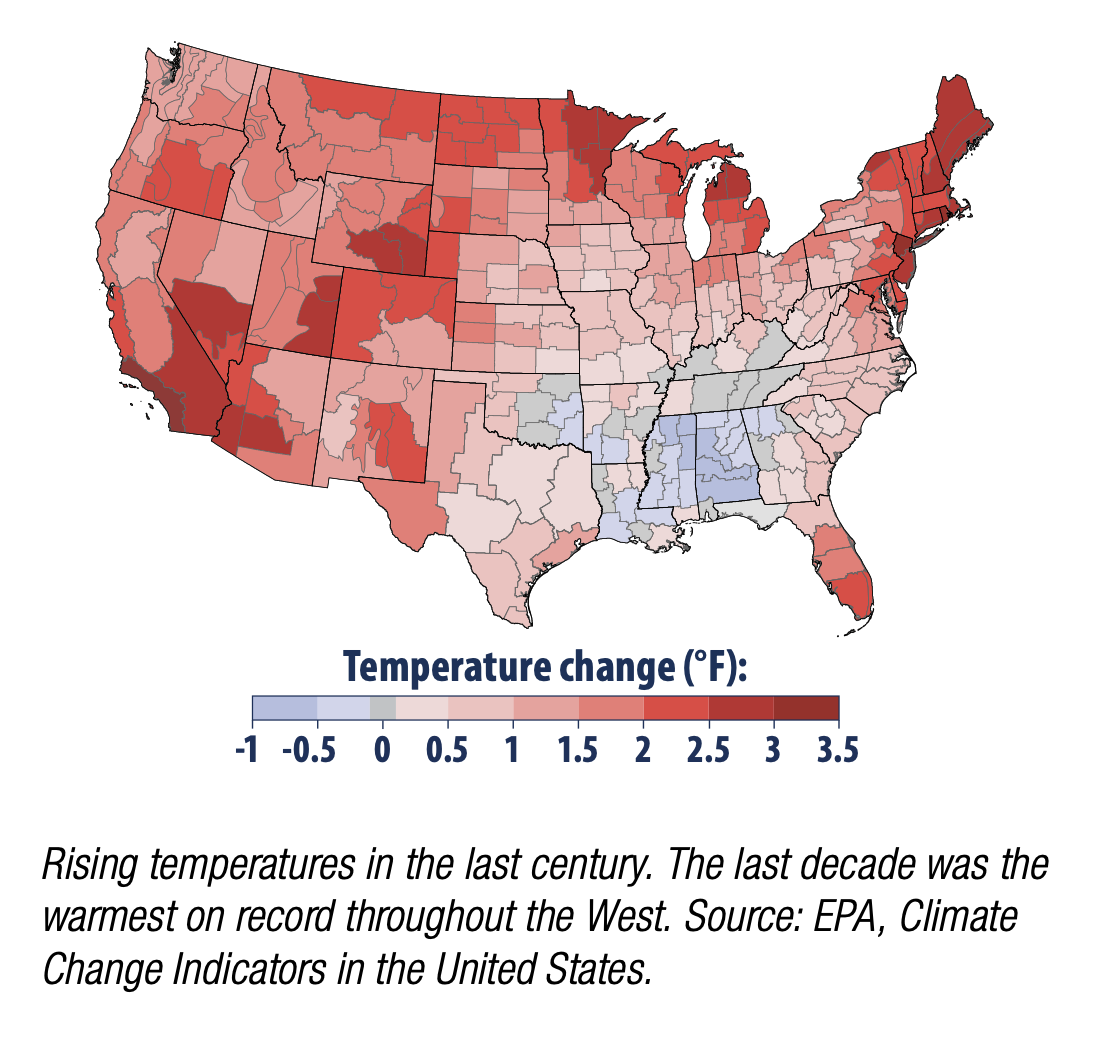 Temperature change (°F):
-1 -0.5 0 0.5 1 1.5 2 2.5 3 3.5
Rising temperatures in the last century. The last decade was the
warmest on record throughout the West. Source: EPA, Climate
Change Indicators in the United States.